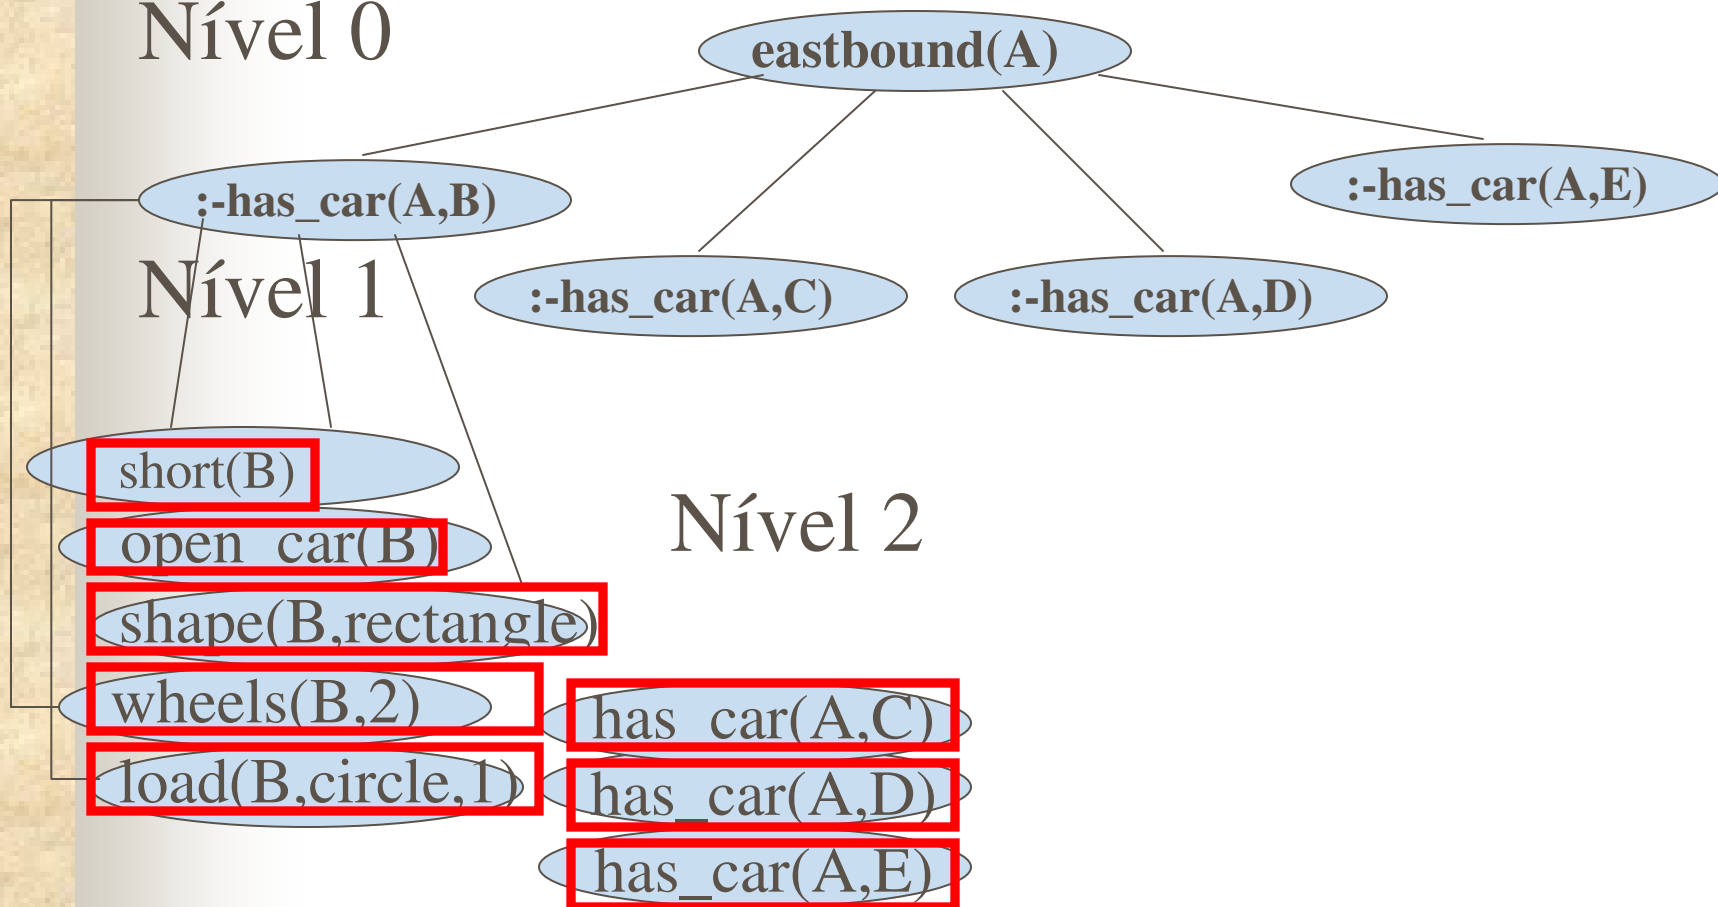 Nível 0
eastbound(A)
:-has_car(A,B)
:-has_car(A,E)
Nível 1
:-has_car(A,C)
:-has_car(A,D)
short(B)
open_car(B)
Nível 2
shape(B,rectangle)
wheels(B,2)
has_car(A,C)
load(B,circle,1)
has_car(A,D)
has_car(A,E)